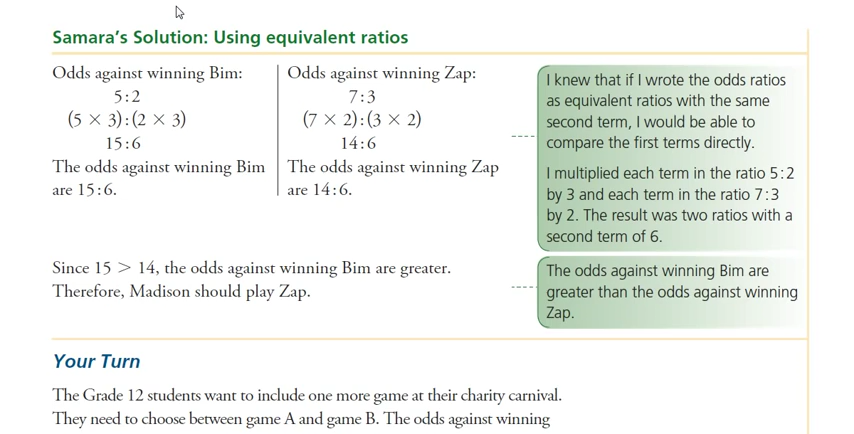 Samara's Solution: Using equivalent ratios
Odds against winning Bim:
5:2
(5 × 3):(2 × 3)
15:6
The odds against winning Bim
are 15:6.
Odds against winning Zap:
7:3
(7 × 2):(3 × 2)
14:6
The odds against winning Zap
are 14:6.
I knew that if I wrote the odds ratios
as equivalent ratios with the same
second term, I would be able to
compare the first terms directly.
I multiplied each term in the ratio 5:2
by 3 and each term in the ratio 7:3
by 2. The result was two ratios with a
second term of 6.
Since 15 > 14, the odds against winning Bim are greater.
Therefore, Madison should play Zap.
The odds against winning Bim are
greater than the odds against winning
Zap.
Your Turn
The Grade 12 students want to include one more game at their charity carnival.
They need to choose between game A and game B. The odds against winning